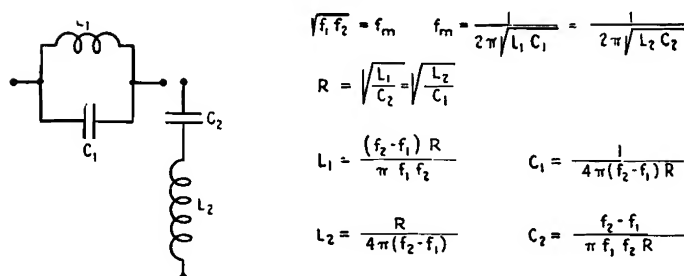 L₁
C₁
C₂
L₂
√f₁ f₂ = fₘ fₘ = 1 / 2π√L₁ C₁ = 1 / 2π√L₂ C₂
R = √L₁/C₂ = √L₂/C₁
L₁ = (f₂-f₁) R / π f₁ f₂ C₁ = 1 / 4π(f₂-f₁) R
L₂ = R / 4π(f₂-f₁) C₂ = f₂-f₁ / π f₁ f₂ R